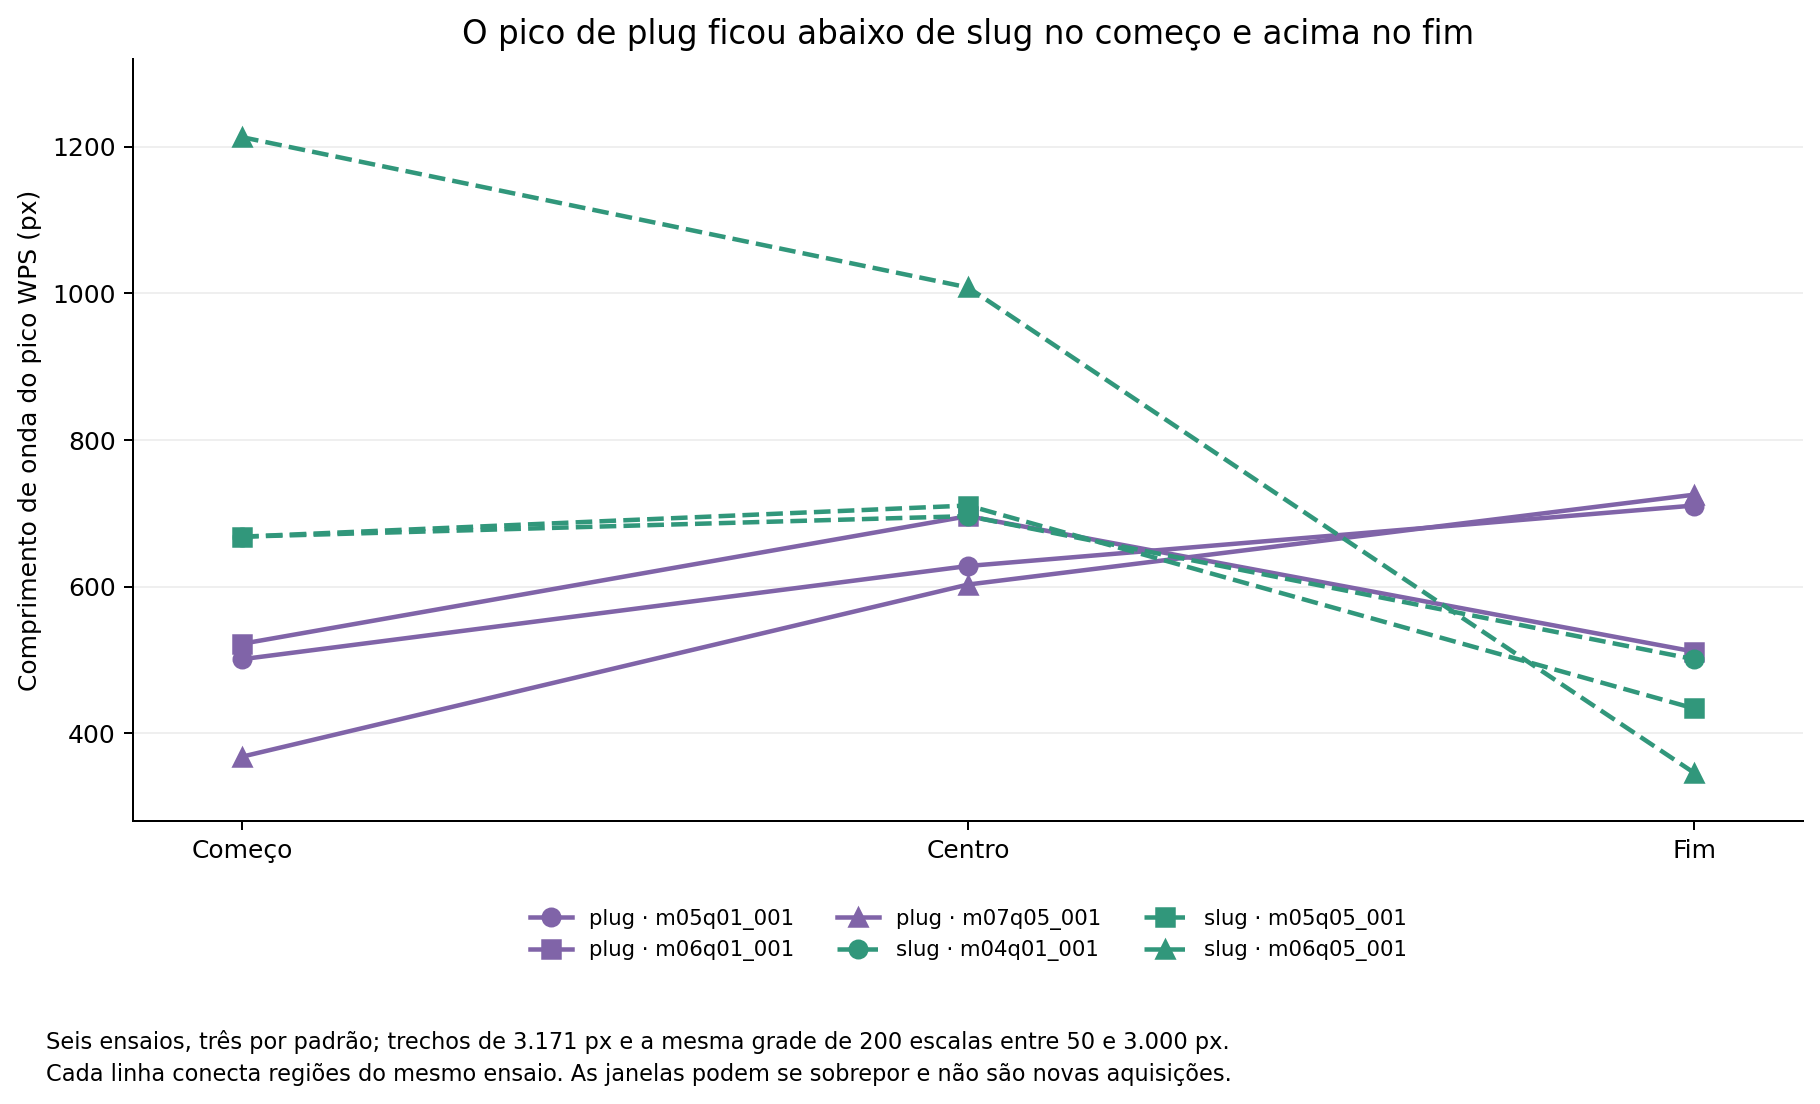 O pico de plug ficou abaixo de slug no começo e acima no fim
Comprimento de onda do pico WPS (px)
1200
1000
800
600
400
Começo
Centro
Fim
plug · m05q01_001
plug · m07q05_001
slug · m05q05_001
plug · m06q01_001
slug · m04q01_001
slug · m06q05_001
Seis ensaios, três por padrão; trechos de 3.171 px e a mesma grade de 200 escalas entre 50 e 3.000 px.
Cada linha conecta regiões do mesmo ensaio. As janelas podem se sobrepor e não são novas aquisições.